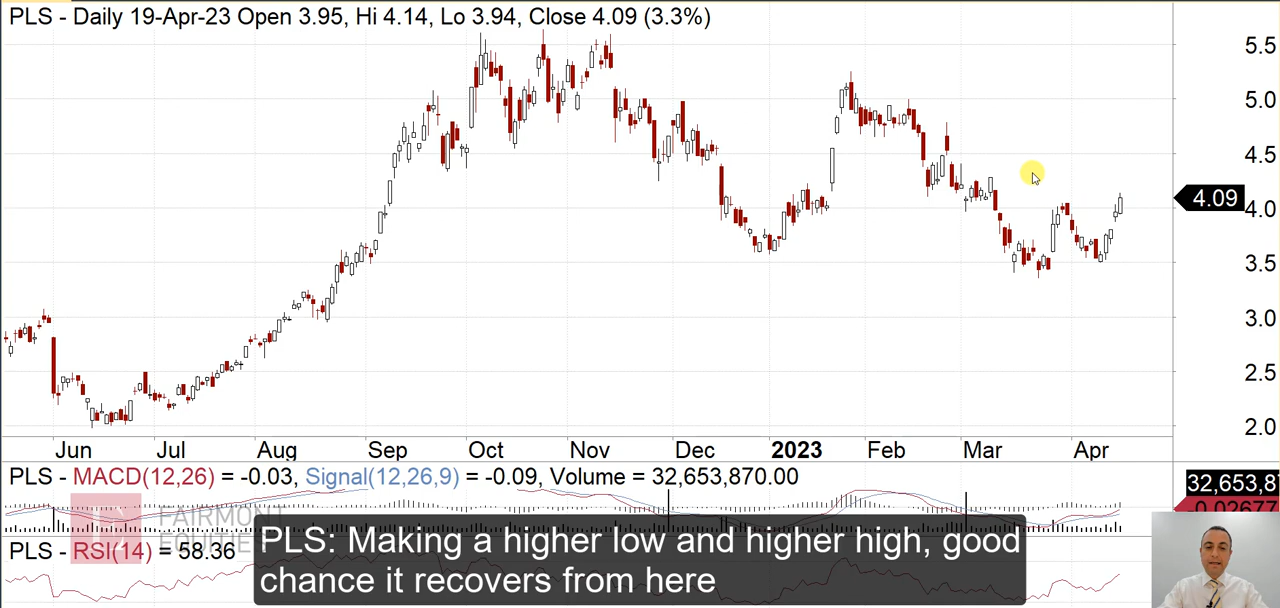 PLS - Daily 19-Apr-23 Open 3.95, Hi 4.14, Lo 3.94, Close 4.09 (3.3%)
5.5
5.0
4.5
4.09
4.0
3.5
3.0
2.5
2.0
Jun Jul Aug Sep Oct Nov Dec 2023 Feb Mar Apr
PLS - MACD(12,26) = -0.03, Signal(12,26,9) = -0.09, Volume = 32,653,870.00
32,653,8
-0.02677
FAIRMONT
EQUITIE
PLS - RSI(14) = 58.36
PLS: Making a higher low and higher high, good
chance it recovers from here